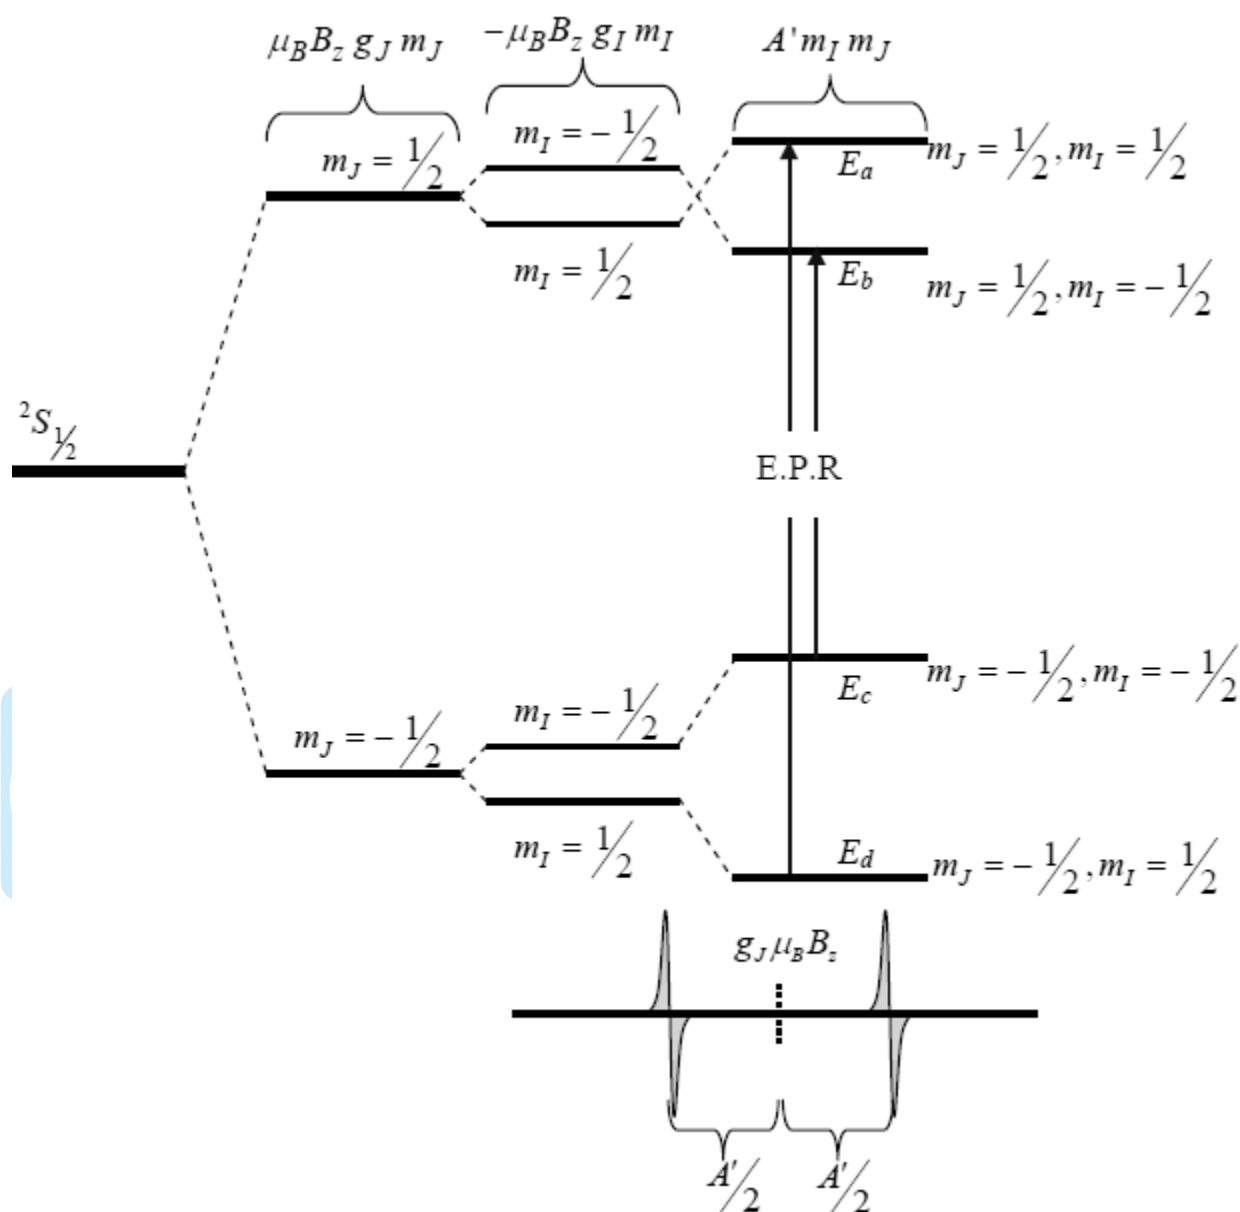 μ_B B_z g_J m_J
−μ_B B_z g_I m_I
A' m_I m_J
m_J = 1/2
m_I = − 1/2
m_I = 1/2
E_a
m_J = 1/2, m_I = 1/2
E_b
m_J = 1/2, m_I = − 1/2
²S_1/2
E.P.R
m_J = − 1/2
m_I = − 1/2
m_I = 1/2
E_c
m_J = − 1/2, m_I = − 1/2
E_d
m_J = − 1/2, m_I = 1/2
g_J μ_B B_z
A'/2
A'/2